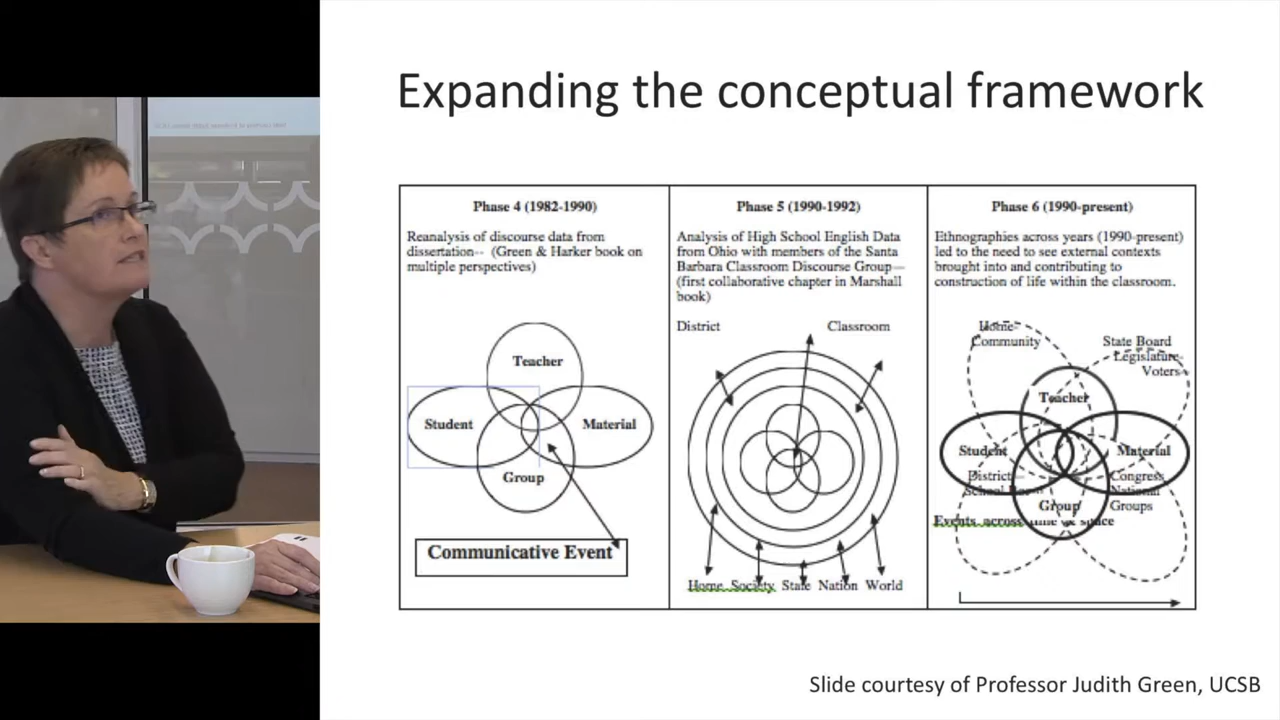 Expanding the conceptual framework
Phase 4 (1982-1990)
Reanalysis of discourse data from
dissertation-- (Green & Harker book on
multiple perspectives)
Teacher
Student
Material
Group
Communicative Event
Phase 5 (1990-1992)
Analysis of High School English Data
from Ohio with members of the Santa
Barbara Classroom Discourse Group—
(first collaborative chapter in Marshall
book)
District Classroom
Home Society State Nation World
Phase 6 (1990-present)
Ethnographies across years (1990-present)
led to the need to see external contexts
brought into and contributing to
construction of life within the classroom.
Home-
Community
State Board
Legislature-
Voters
Teacher
Student
Material
District-
School
Congress
National
Groups
Group
Events across time & space
Slide courtesy of Professor Judith Green, UCSB